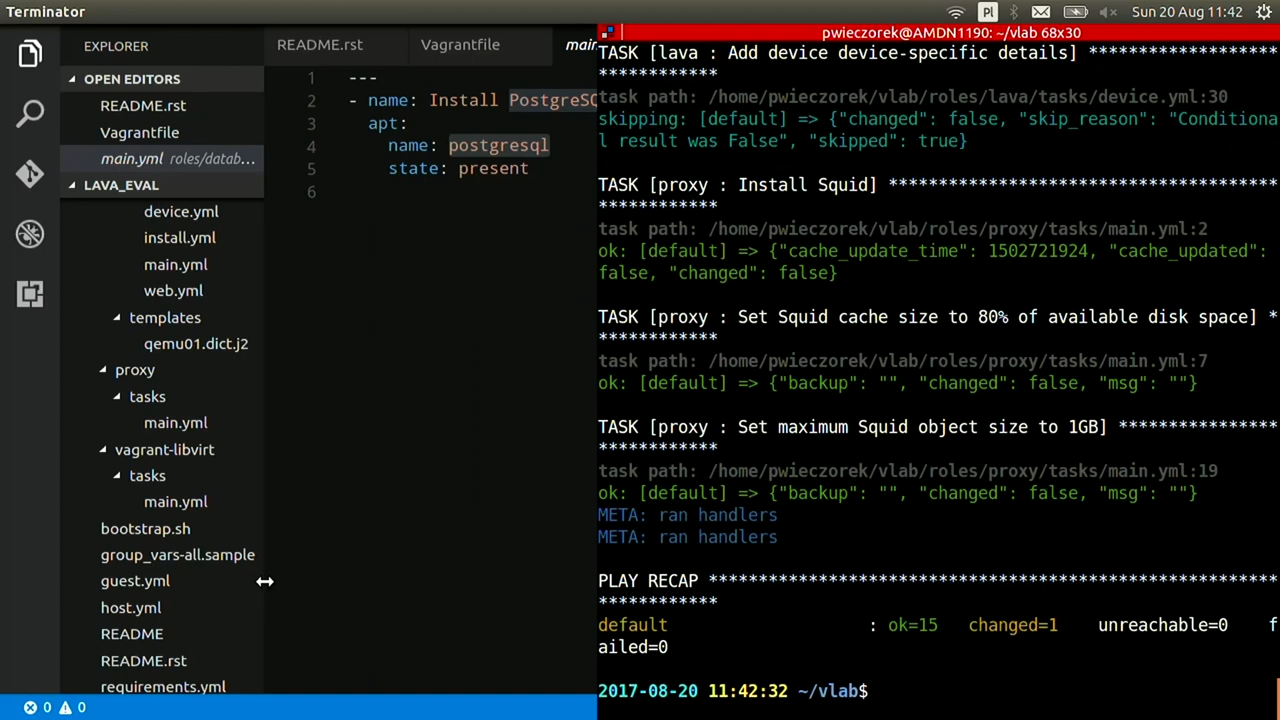 Terminator
Pl
Sun 20 Aug 11:42
EXPLORER
OPEN EDITORS
README.rst
Vagrantfile
main.yml roles/datab...
LAVA_EVAL
device.yml
install.yml
main.yml
web.yml
templates
qemu01.dict.j2
proxy
tasks
main.yml
vagrant-libvirt
tasks
main.yml
bootstrap.sh
group_vars-all.sample
guest.yml
host.yml
README
README.rst
requirements.yml
0 0
README.rst Vagrantfile main
1 ---
2 - name: Install PostgreSQ
3 apt:
4 name: postgresql
5 state: present
6
pwieczorek@AMDN1190: ~/vlab 68x30
TASK [lava : Add device device-specific details] ********************
************
task path: /home/pwieczorek/vlab/roles/lava/tasks/device.yml:30
skipping: [default] => {"changed": false, "skip_reason": "Conditiona
l result was False", "skipped": true}
TASK [proxy : Install Squid] ****************************************
************
task path: /home/pwieczorek/vlab/roles/proxy/tasks/main.yml:2
ok: [default] => {"cache_update_time": 1502721924, "cache_updated":
false, "changed": false}
TASK [proxy : Set Squid cache size to 80% of available disk space] *
************
task path: /home/pwieczorek/vlab/roles/proxy/tasks/main.yml:7
ok: [default] => {"backup": "", "changed": false, "msg": ""}
TASK [proxy : Set maximum Squid object size to 1GB] ****************
************
task path: /home/pwieczorek/vlab/roles/proxy/tasks/main.yml:19
ok: [default] => {"backup": "", "changed": false, "msg": ""}
META: ran handlers
META: ran handlers
PLAY RECAP *********************************************************
************
default : ok=15 changed=1 unreachable=0 f
ailed=0
2017-08-20 11:42:32 ~/vlab$